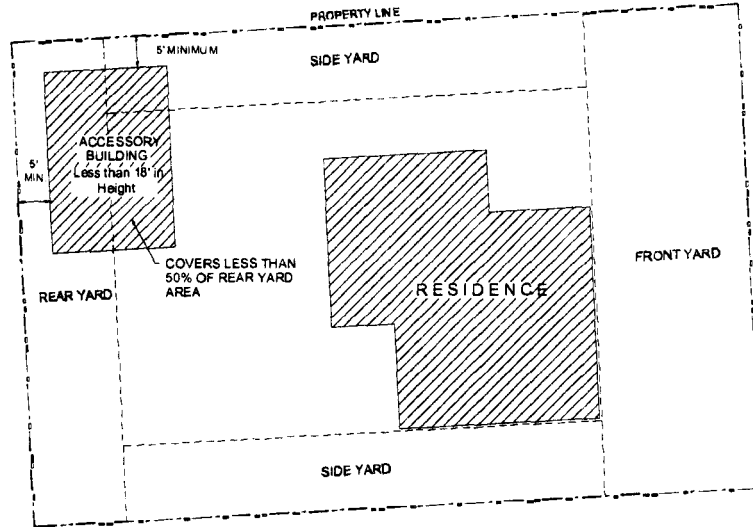 PROPERTY LINE
5' MINIMUM
SIDE YARD
ACCESSORY
BUILDING
Less than 18' in
Height
5'
MIN
COVERS LESS THAN
50% OF REAR YARD
AREA
REAR YARD
RESIDENCE
FRONT YARD
SIDE YARD